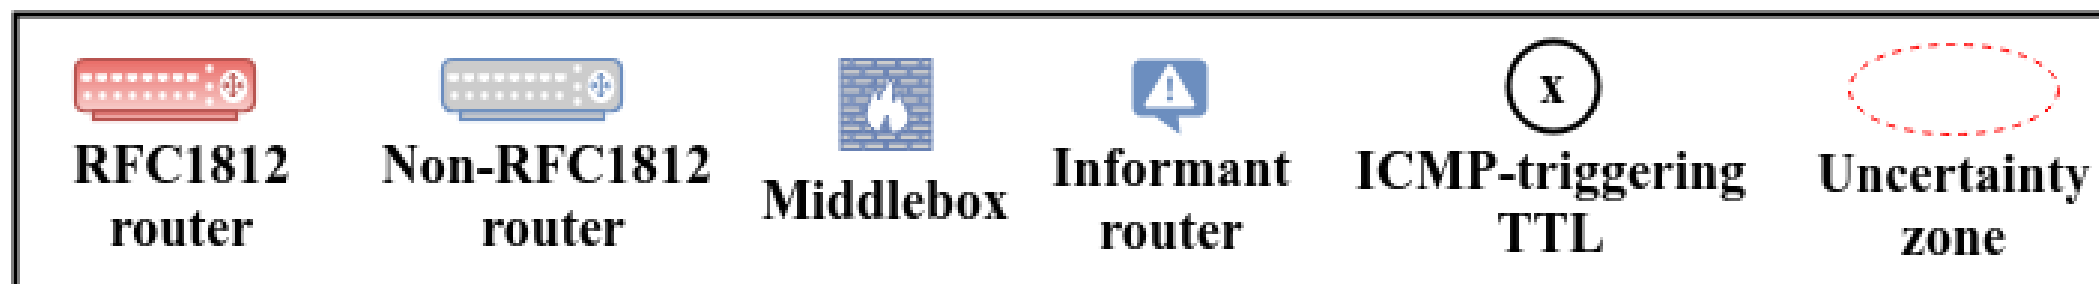 x
RFC1812
router
Non-RFC1812
router
Middlebox
Informant
router
ICMP-triggering
TTL
Uncertainty
zone